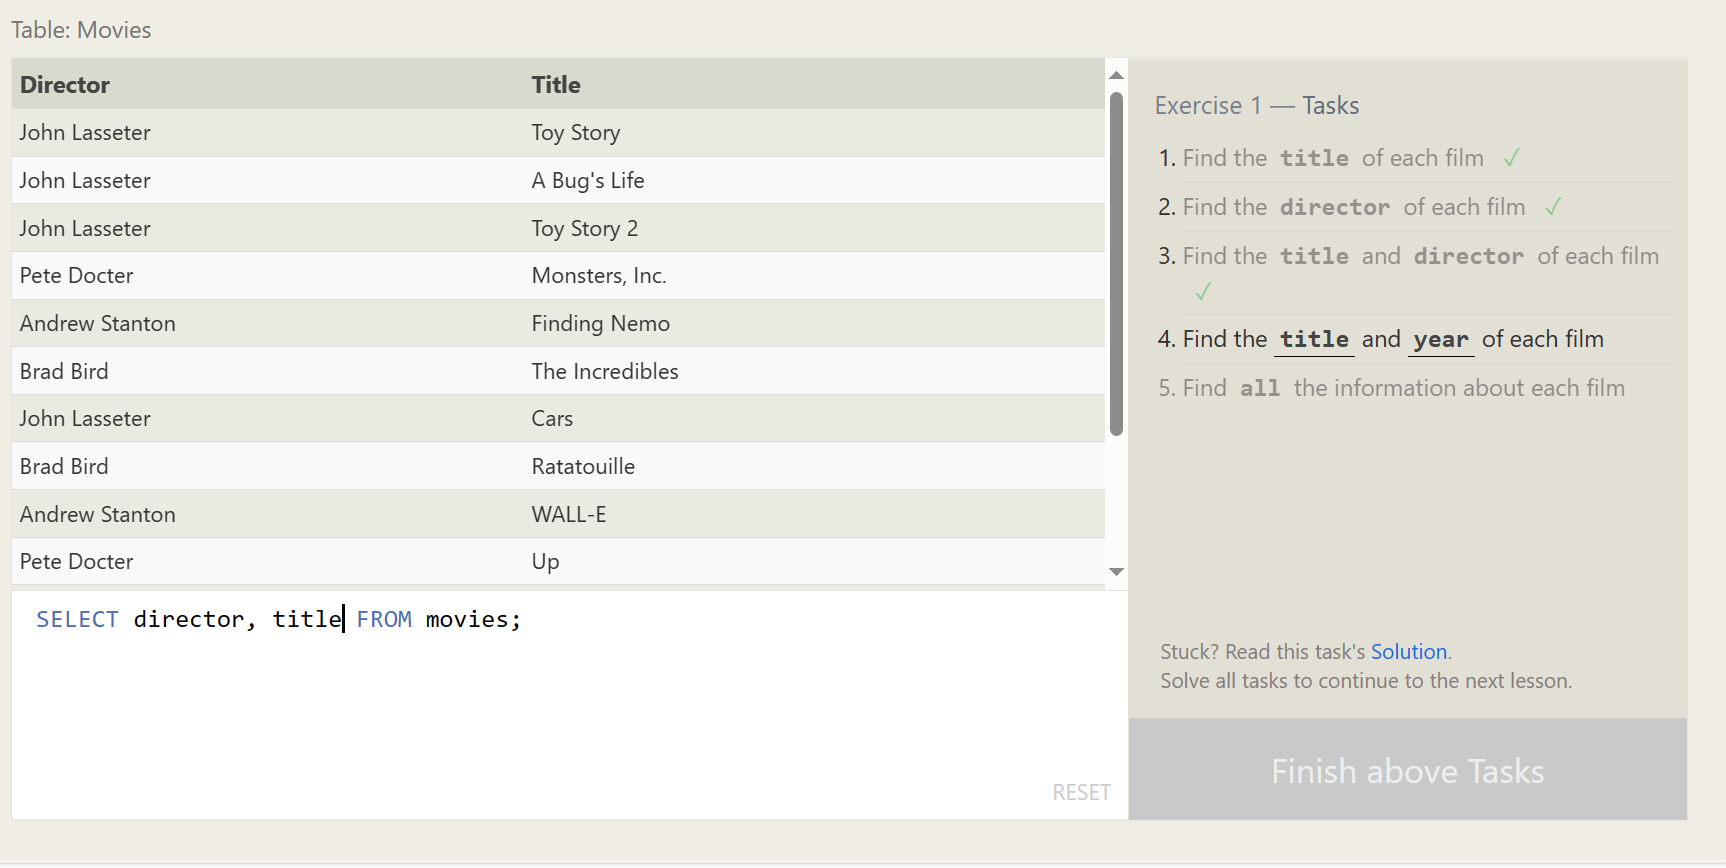 Table: Movies
Director Title
John Lasseter Toy Story
John Lasseter A Bug's Life
John Lasseter Toy Story 2
Pete Docter Monsters, Inc.
Andrew Stanton Finding Nemo
Brad Bird The Incredibles
John Lasseter Cars
Brad Bird Ratatouille
Andrew Stanton WALL-E
Pete Docter Up
SELECT director, title FROM movies;
RESET
Exercise 1 — Tasks
1. Find the title of each film ✓
2. Find the director of each film ✓
3. Find the title and director of each film
✓
4. Find the title and year of each film
5. Find all the information about each film
Stuck? Read this task's Solution.
Solve all tasks to continue to the next lesson.
Finish above Tasks